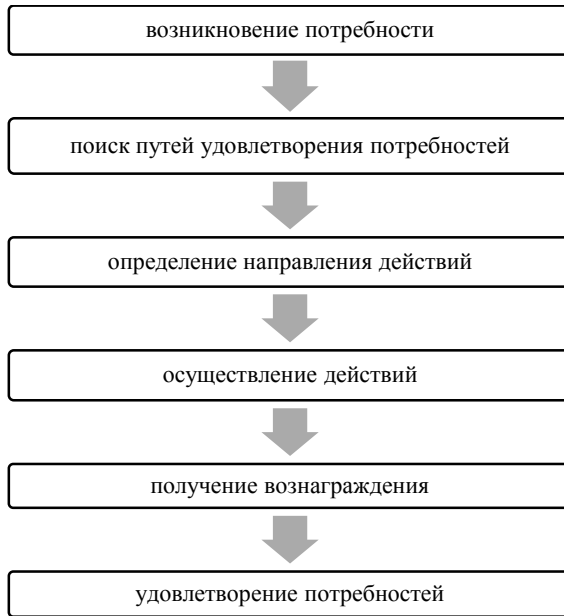 возникновение потребности
поиск путей удовлетворения потребностей
определение направления действий
осуществление действий
получение вознаграждения
удовлетворение потребностей